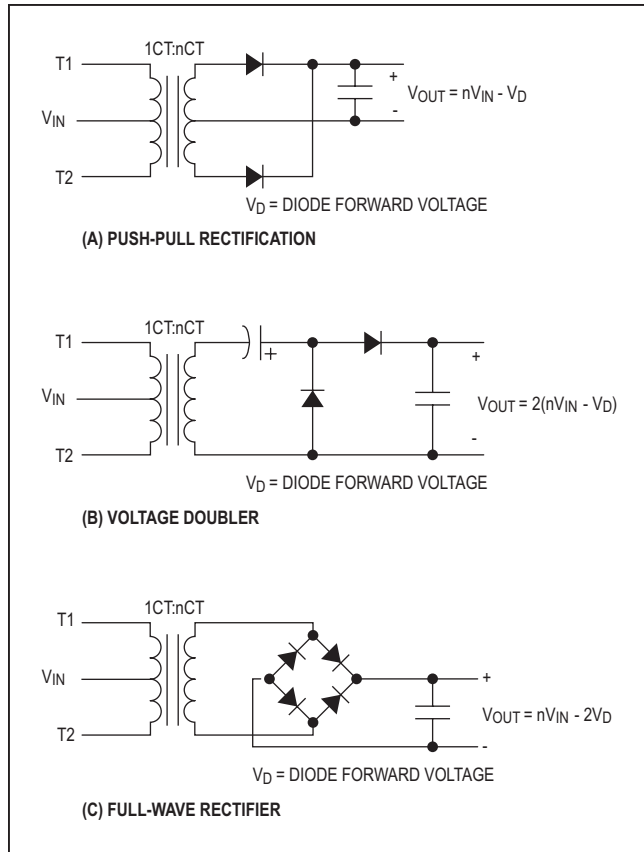 1CT:nCT
T1
+
VOUT = nVIN - VD
VIN
-
T2
VD = DIODE FORWARD VOLTAGE
(A) PUSH-PULL RECTIFICATION
1CT:nCT
T1
+
+
VIN
VOUT = 2(nVIN - VD)
T2
-
VD = DIODE FORWARD VOLTAGE
(B) VOLTAGE DOUBLER
1CT:nCT
T1
VIN
+
VOUT = nVIN - 2VD
T2
-
VD = DIODE FORWARD VOLTAGE
(C) FULL-WAVE RECTIFIER